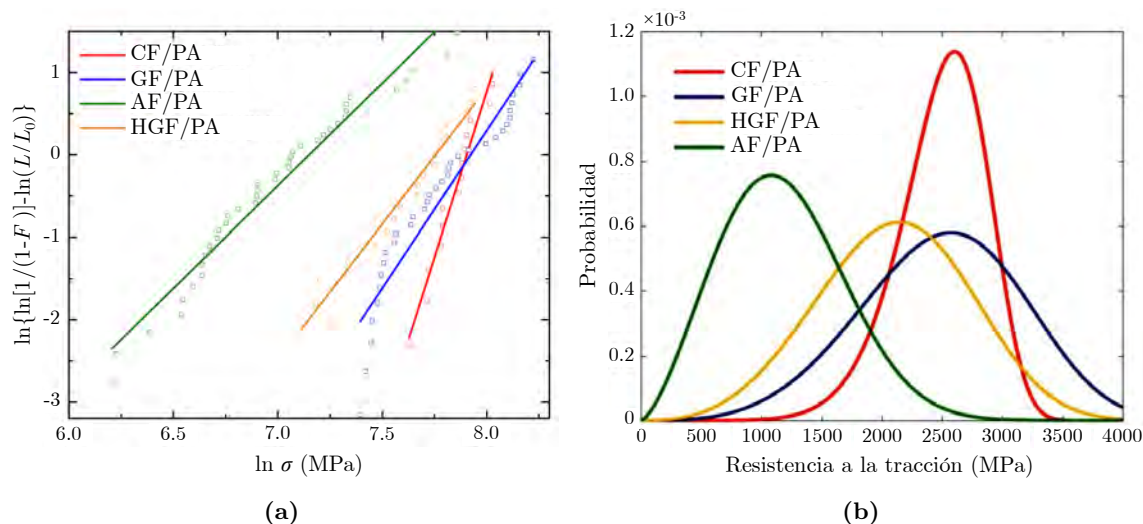 CF/PA
GF/PA
AF/PA
HGF/PA
1
0
-1
-2
-3
6.0
6.5
7.0
7.5
8.0
ln{ln[1/(1-F )]-ln(L/L₀)}
ln σ (MPa)
(a)
×10⁻³
1.2
1.0
0.8
0.6
0.4
0.2
0
CF/PA
GF/PA
HGF/PA
AF/PA
Probabilidad
0
500
1000
1500
2000
2500
3000
3500
4000
Resistencia a la tracción (MPa)
(b)